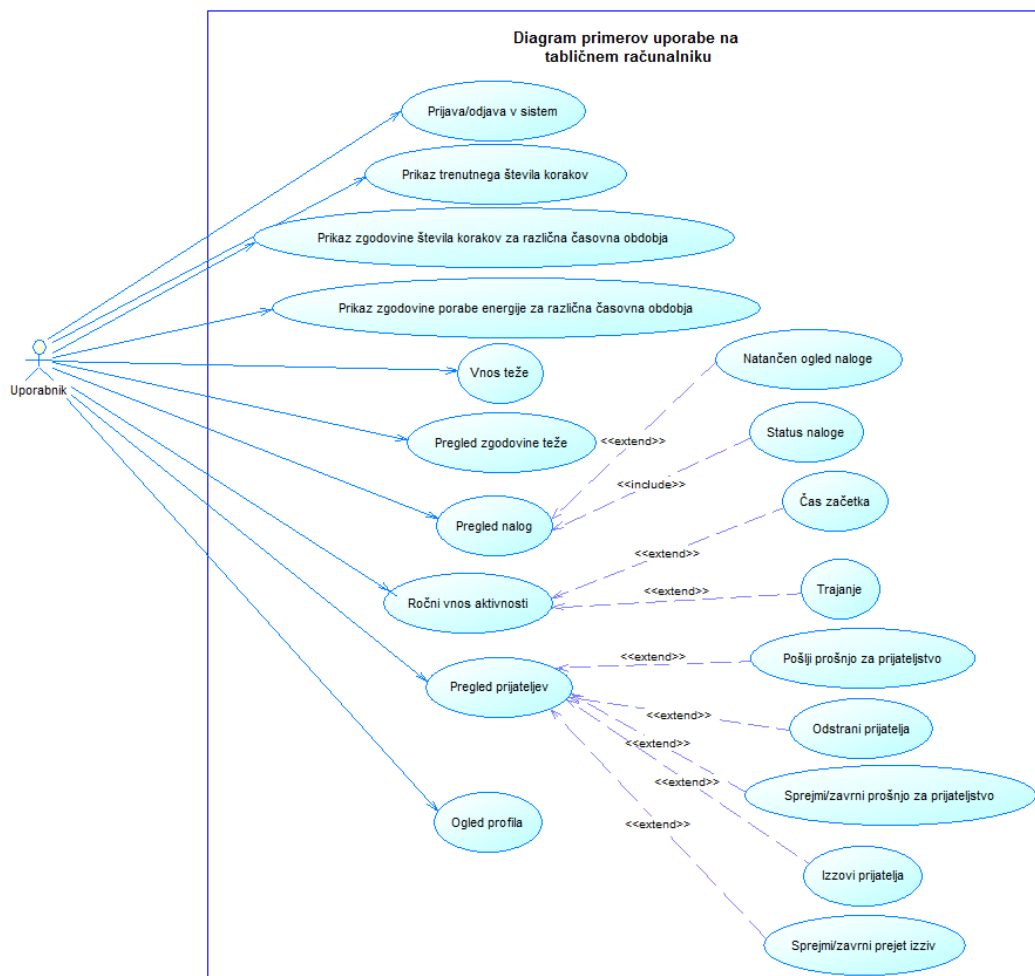 Diagram primerov uporabe na
tabličnem računalniku
Prijava/odjava v sistem
Prikaz trenutnega števila korakov
Prikaz zgodovine števila korakov za različna časovna obdobja
Prikaz zgodovine porabe energije za različna časovna obdobja
Uporabnik
Vnos teže
Natančen ogled naloge
Pregled zgodovine teže
<<extend>>
Status naloge
<<include>>
Čas začetka
Pregled nalog
<<extend>>
Ročni vnos aktivnosti
<<extend>>
Trajanje
<<extend>>
Pošlji prošnjo za prijateljstvo
Pregled prijateljev
<<extend>>
Odstrani prijatelja
<<extend>>
<<extend>>
Sprejmi/zavrni prošnjo za prijateljstvo
Ogled profila
<<extend>>
Izzovi prijatelja
Sprejmi/zavrni prejet izziv